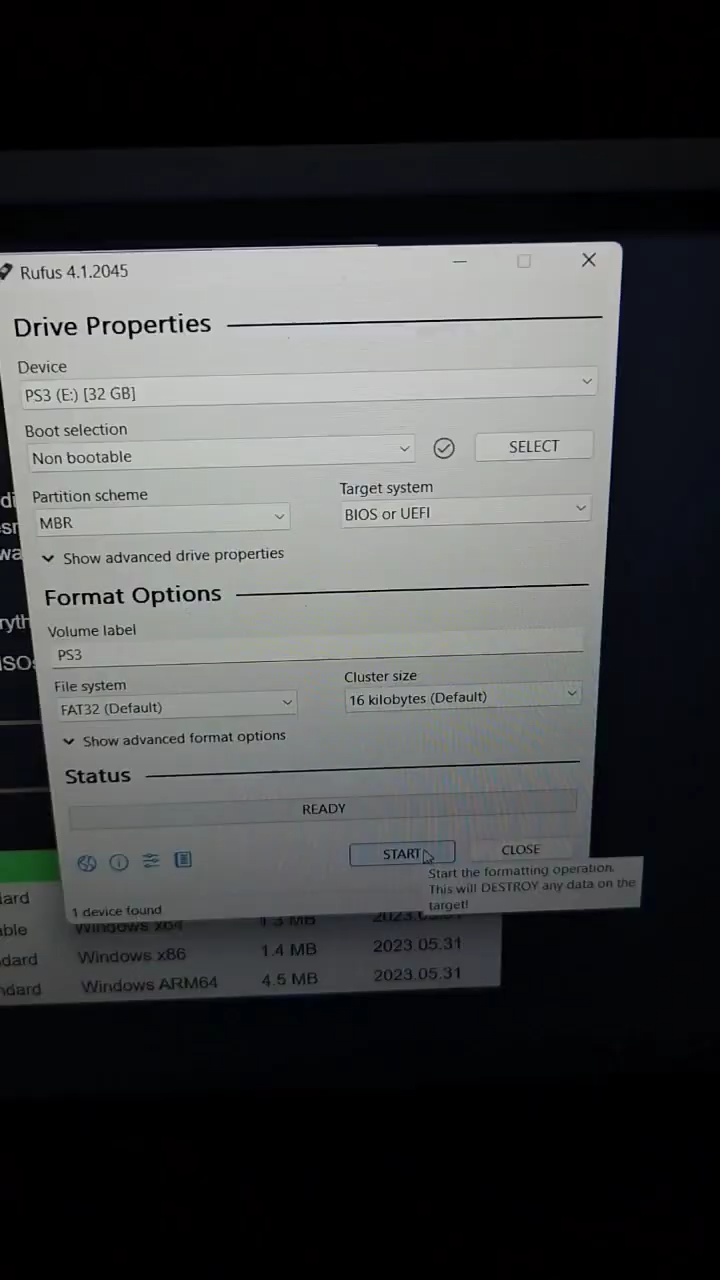 Rufus 4.1.2045
Drive Properties
Device
PS3 (E:) [32 GB]
Boot selection
Non bootable
SELECT
Partition scheme
Target system
MBR
BIOS or UEFI
Show advanced drive properties
Format Options
Volume label
PS3
File system
Cluster size
FAT32 (Default)
16 kilobytes (Default)
Show advanced format options
Status
READY
START
CLOSE
Start the formatting operation.
This will DESTROY any data on the
target!
1 device found
Windows x64
Windows x86 1.4 MB 2023.05.31
Windows ARM64 4.5 MB 2023.05.31